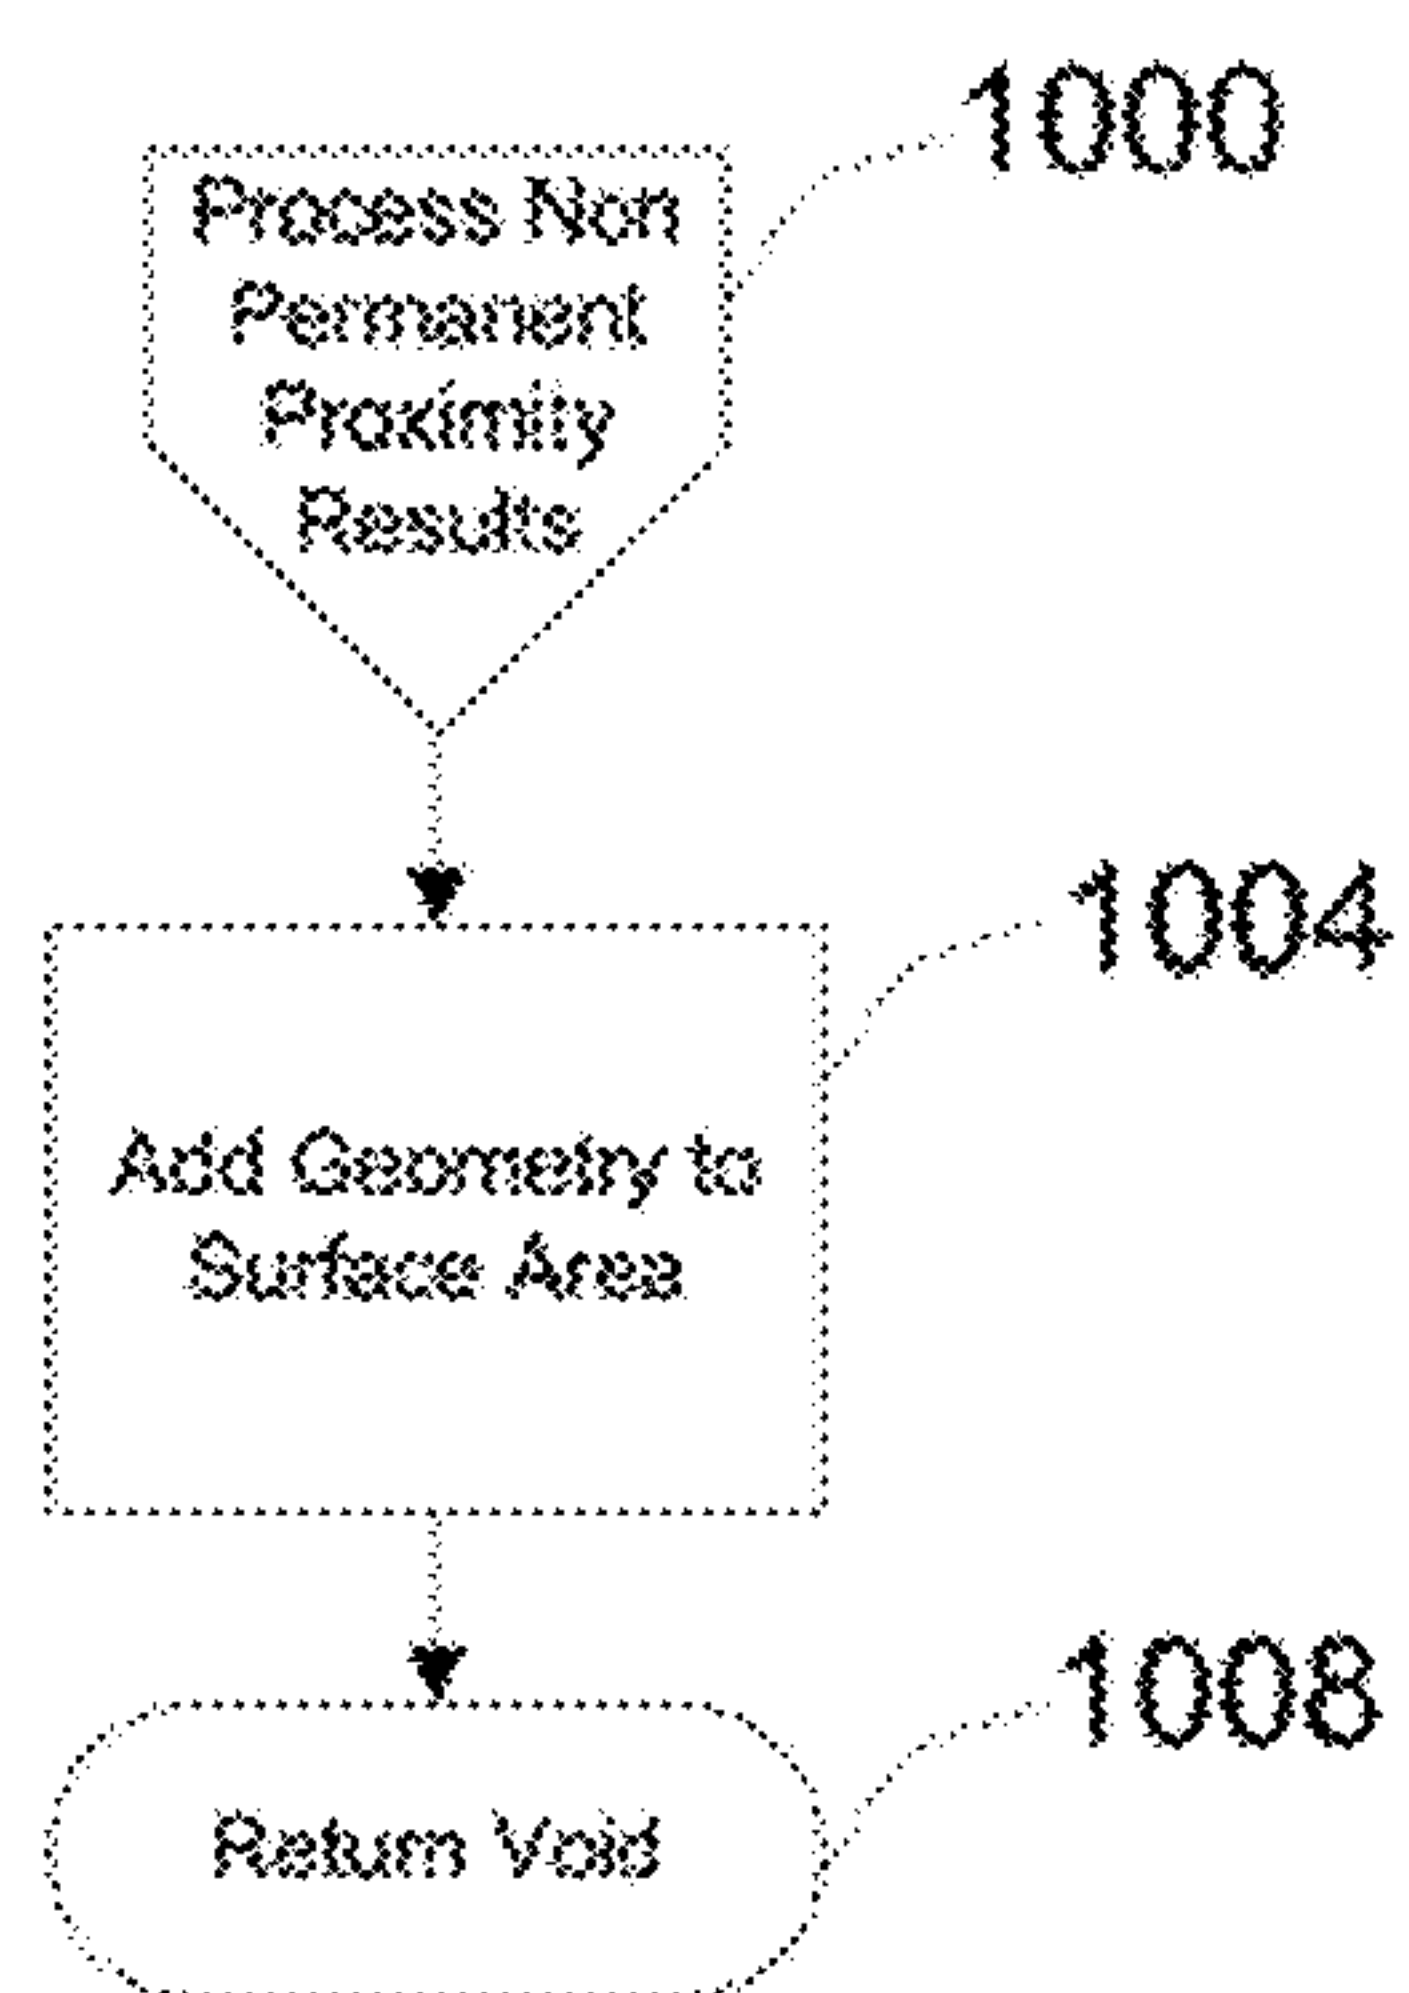 1000
Process Non
Permanent
Proximity
Results
1004
Add Geometry to
Surface Area
1008
Return Void